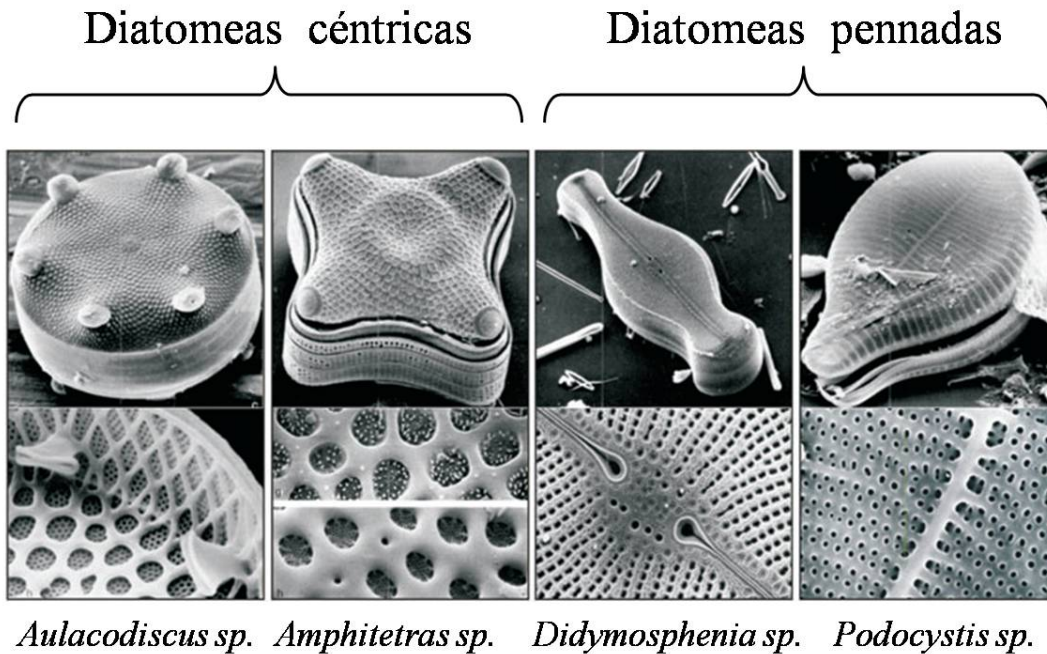 Diatomeas céntricas
Diatomeas pennadas
Aulacodiscus sp.
Amphitetras sp.
Didymosphenia sp.
Podocystis sp.